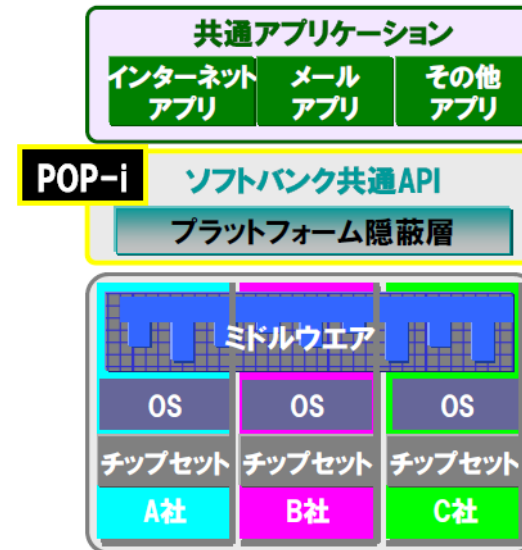 共通アプリケーション
インターネット メール その他
アプリ アプリ アプリ
POP-i ソフトバンク共通API
プラットフォーム隠蔽層
ミドルウエア
OS OS OS
チップセット チップセット チップセット
A社 B社 C社